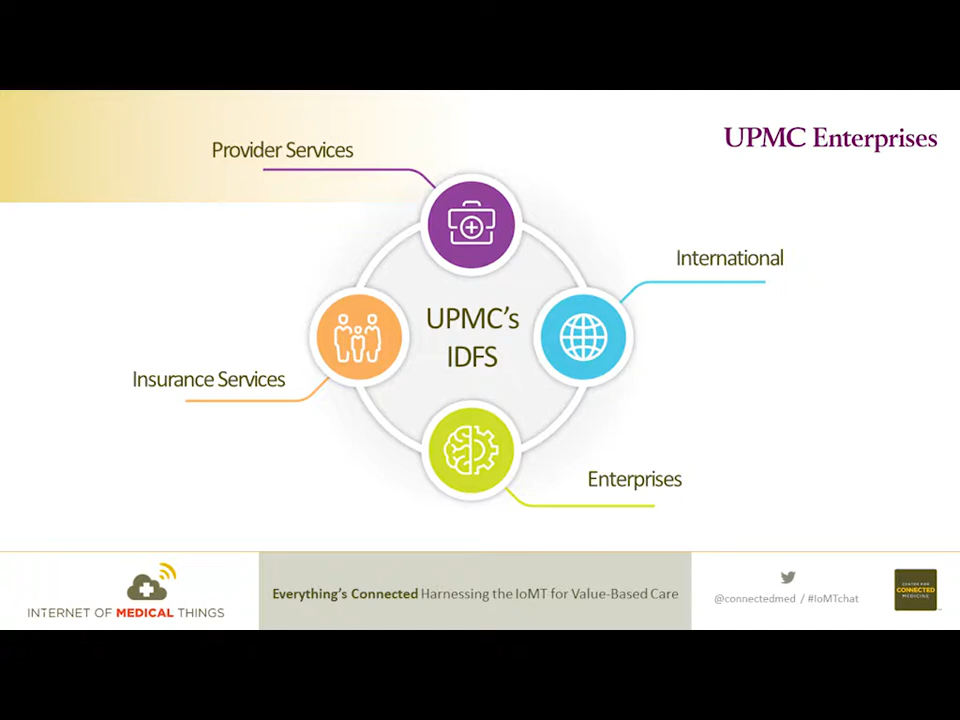 UPMC Enterprises
Provider Services
International
UPMC's
IDFS
Insurance Services
Enterprises
INTERNET OF MEDICAL THINGS
Everything's Connected Harnessing the IoMT for Value-Based Care
@connectedmed / #IoMTchat
CENTER FOR
CONNECTED
MEDICINE